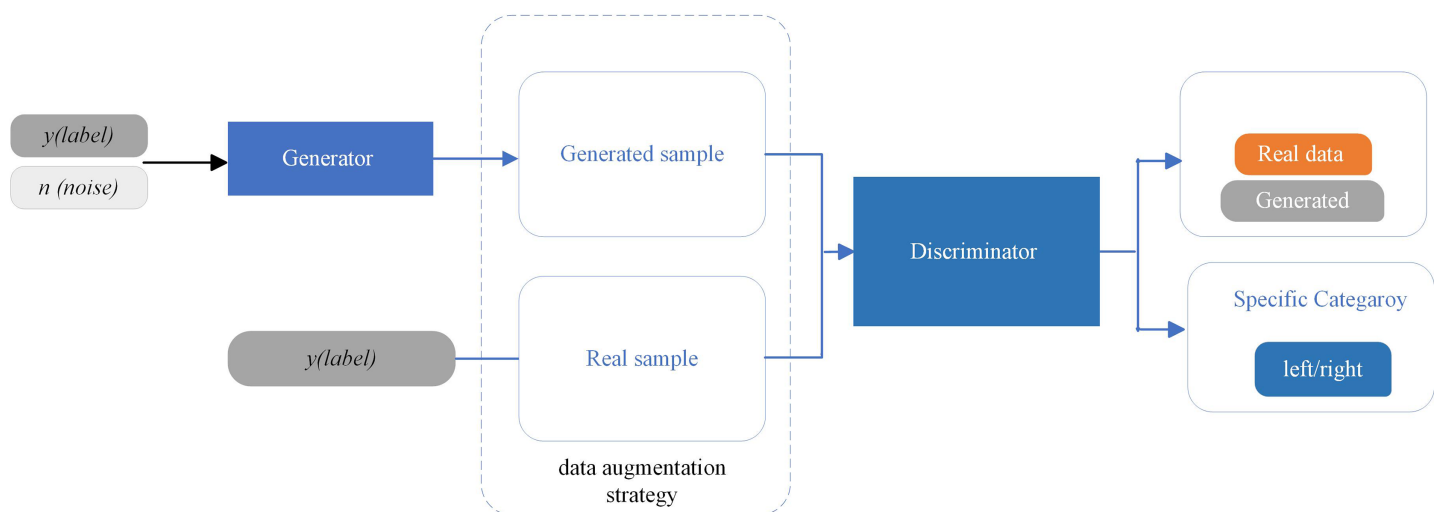 y(label)
n (noise)
Generator
Generated sample
y(label)
Real sample
data augmentation
strategy
Discriminator
Real data
Generated
Specific Categaroy
left/right